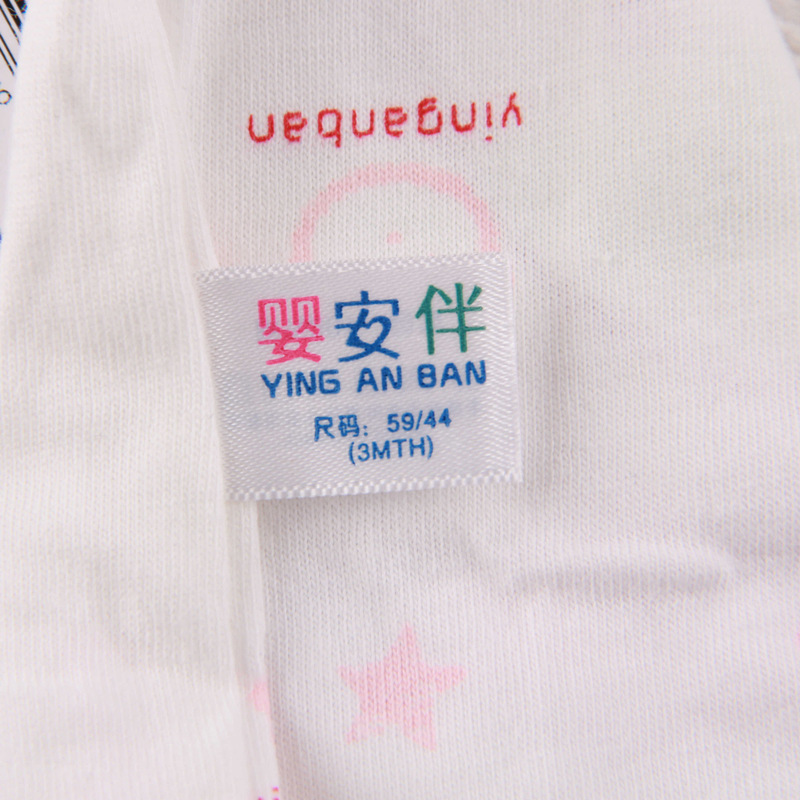 yinganban
婴安伴
YING AN BAN
尺码：59/44
(3MTH)